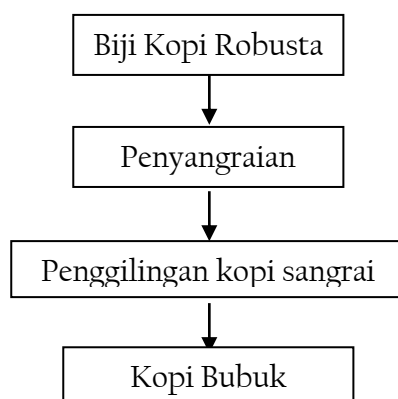 Biji Kopi Robusta
Penyangraian
Penggilingan kopi sangrai
Kopi Bubuk